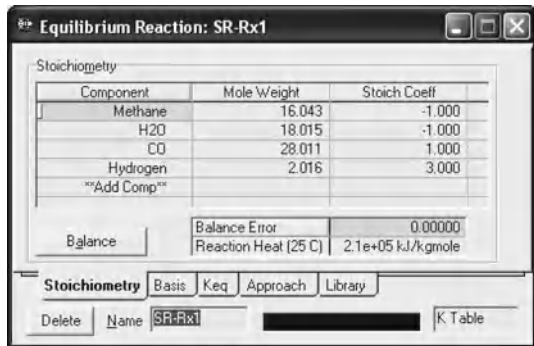 Equilibrium Reaction: SR-Rx1
Stoichiometry
Component Mole Weight Stoich Coeff
Methane 16.043 -1.000
H2O 18.015 -1.000
CO 28.011 1.000
Hydrogen 2.016 3.000
**Add Comp**
Balance
Balance Error 0.00000
Reaction Heat (25 C) 2.1e+05 kJ/kgmole
Stoichiometry Basis Keq Approach Library
Delete Name SR-Rx1 K Table